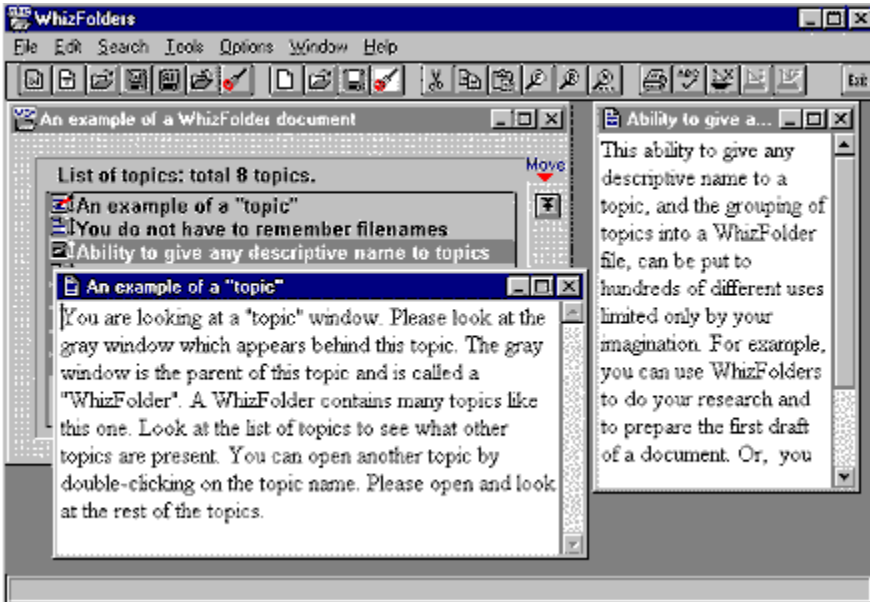 WhizFolders
File Edit Search Tools Options Window Help
Exit
An example of a WhizFolder document
List of topics: total 8 topics.
Move
An example of a "topic"
You do not have to remember filenames
Ability to give any descriptive name to topics
An example of a "topic"
You are looking at a "topic" window. Please look at the
gray window which appears behind this topic. The gray
window is the parent of this topic and is called a
"WhizFolder". A WhizFolder contains many topics like
this one. Look at the list of topics to see what other
topics are present. You can open another topic by
double-clicking on the topic name. Please open and look
at the rest of the topics.
Ability to give a...
This ability to give any
descriptive name to a
topic, and the grouping of
topics into a WhizFolder
file, can be put to
hundreds of different uses
limited only by your
imagination. For example,
you can use WhizFolders
to do your research and
to prepare the first draft
of a document. Or, you